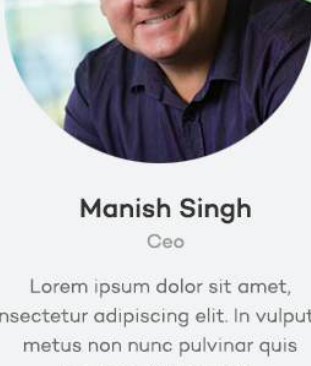 Manish Singh
Ceo
Lorem ipsum dolor sit amet,
nsectetur adipiscing elit. In vulput
metus non nunc pulvinar quis